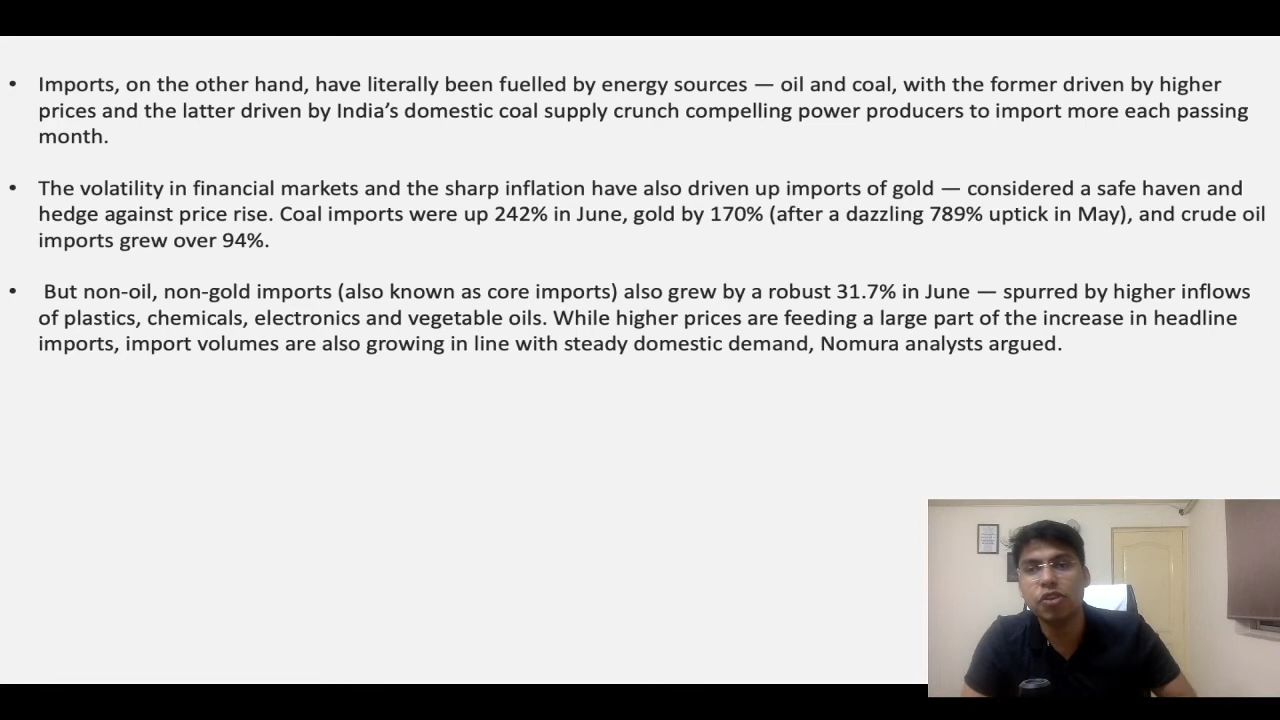 • Imports, on the other hand, have literally been fuelled by energy sources — oil and coal, with the former driven by higher
prices and the latter driven by India’s domestic coal supply crunch compelling power producers to import more each passing
month.
• The volatility in financial markets and the sharp inflation have also driven up imports of gold — considered a safe haven and
hedge against price rise. Coal imports were up 242% in June, gold by 170% (after a dazzling 789% uptick in May), and crude oil
imports grew over 94%.
• But non-oil, non-gold imports (also known as core imports) also grew by a robust 31.7% in June — spurred by higher inflows
of plastics, chemicals, electronics and vegetable oils. While higher prices are feeding a large part of the increase in headline
imports, import volumes are also growing in line with steady domestic demand, Nomura analysts argued.